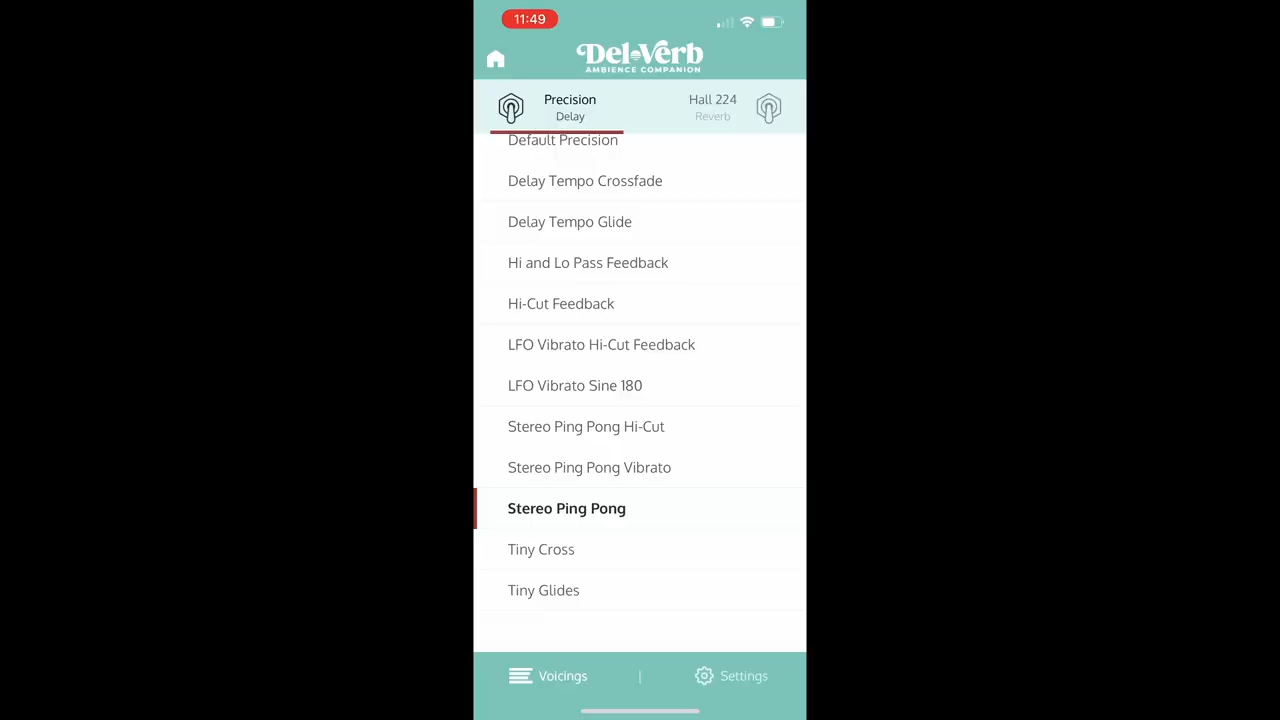 11:49
Del-Verb
AMBIENCE COMPANION
Precision
Delay
Hall 224
Reverb
Default Precision
Delay Tempo Crossfade
Delay Tempo Glide
Hi and Lo Pass Feedback
Hi-Cut Feedback
LFO Vibrato Hi-Cut Feedback
LFO Vibrato Sine 180
Stereo Ping Pong Hi-Cut
Stereo Ping Pong Vibrato
Stereo Ping Pong
Tiny Cross
Tiny Glides
Voicings | Settings